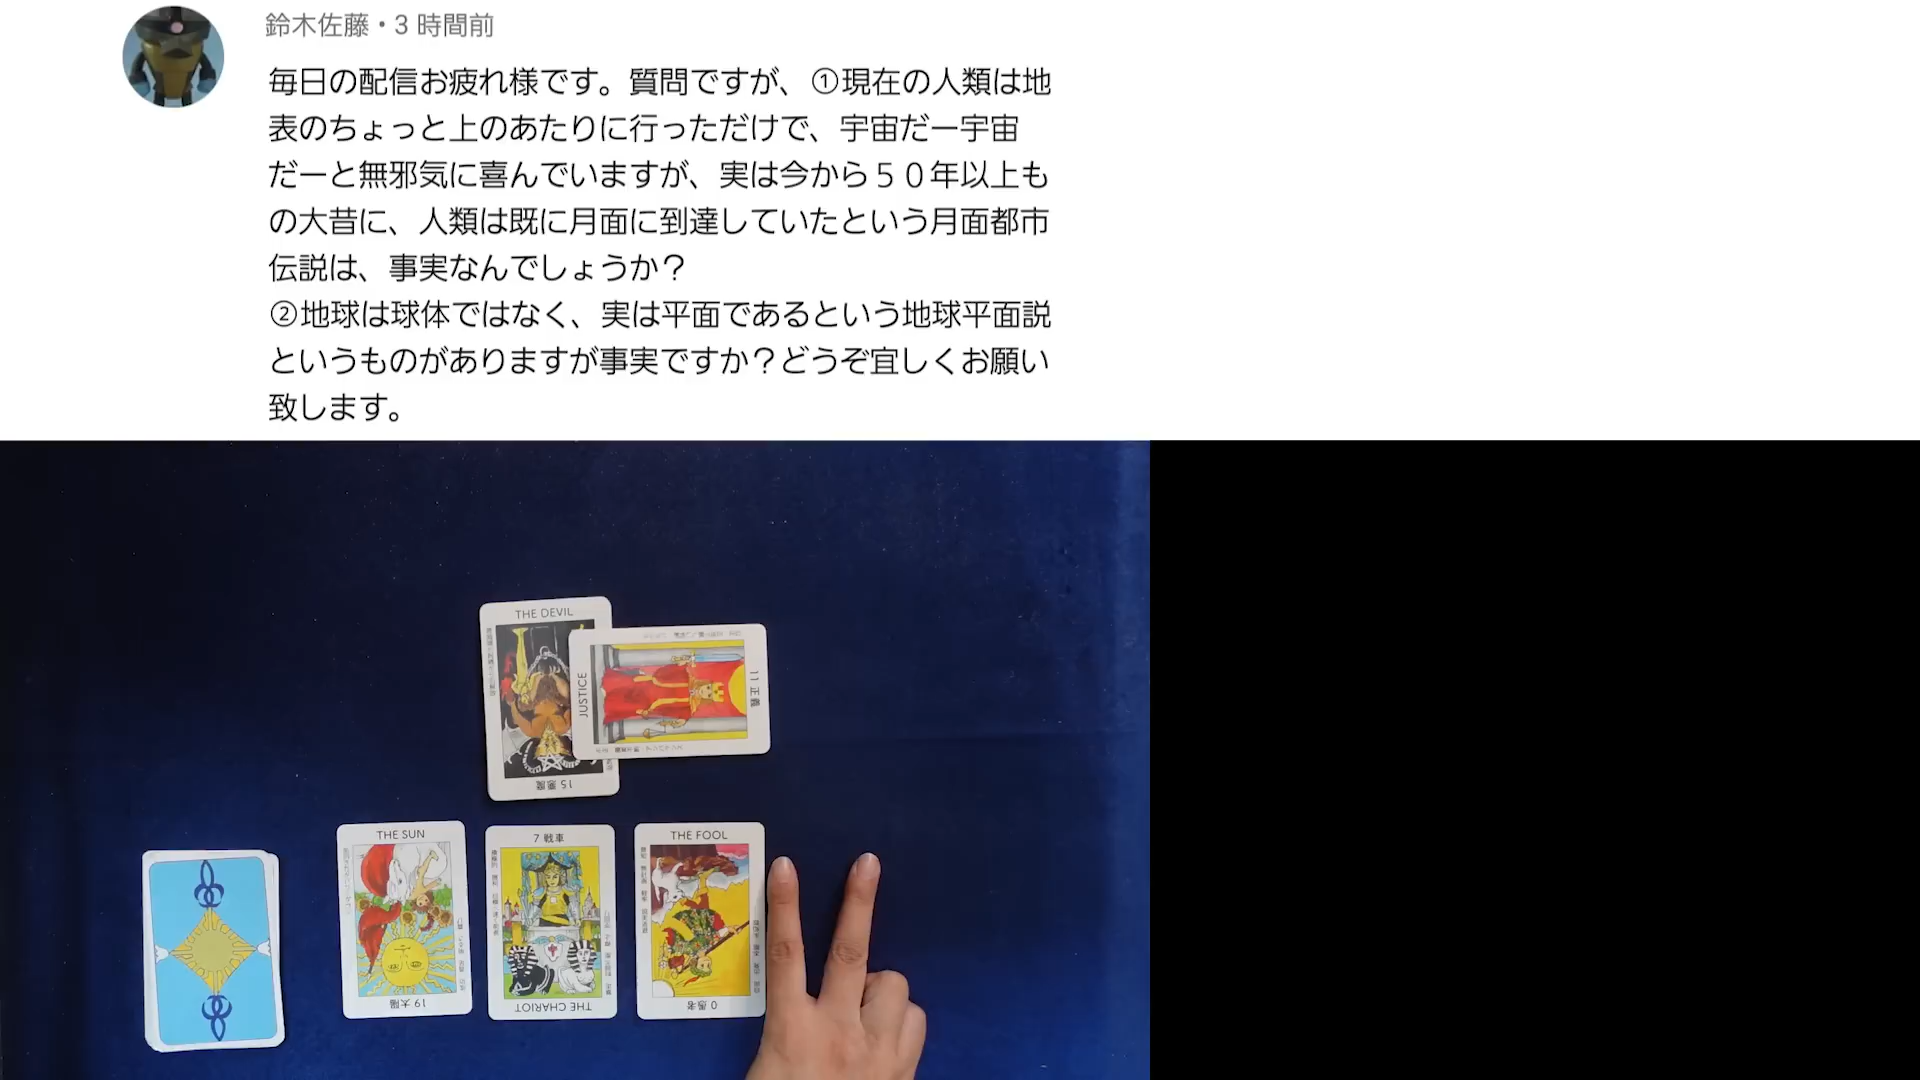 鈴木佐藤・3 時間前
毎日の配信お疲れ様です。質問ですが、①現在の人類は地
表のちょっと上のあたりに行っただけで、宇宙だー宇宙
だーと無邪気に喜んでいますが、実は今から５０年以上も
の大昔に、人類は既に月面に到達していたという月面都市
伝説は、事実なんでしょうか？
②地球は球体ではなく、実は平面であるという地球平面説
というものがありますが事実ですか？どうぞ宜しくお願い
致します。
THE DEVIL
15 悪魔
JUSTICE
11 正義
THE SUN
19 太陽
7 戦車
THE CHARIOT
THE FOOL
0 愚者